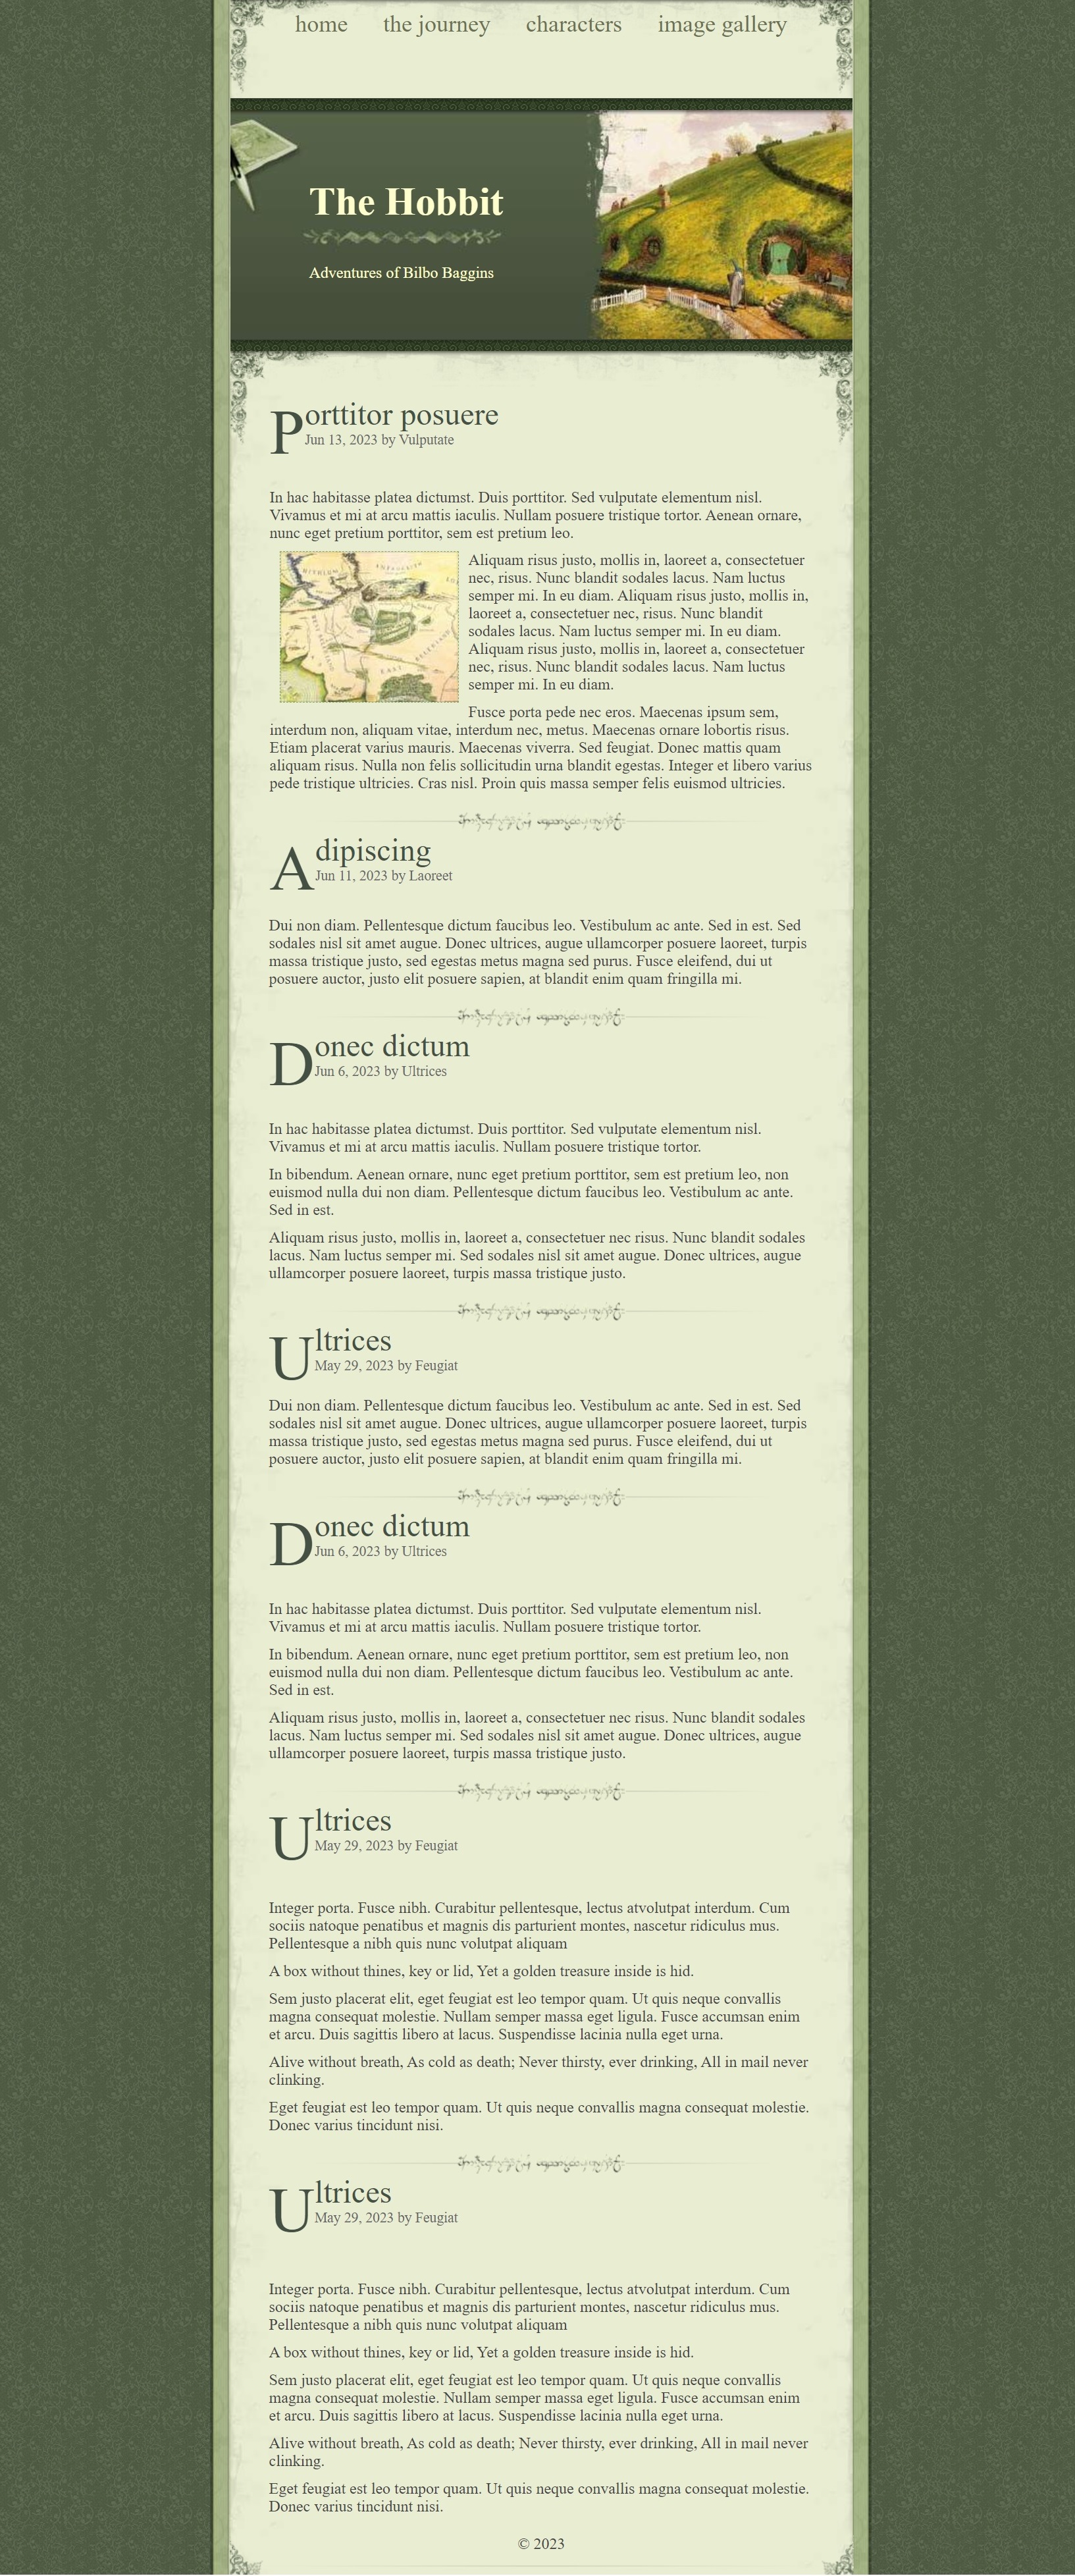 home the journey characters image gallery
The Hobbit
Adventures of Bilbo Baggins
Porttitor posuere
Jun 13, 2023 by Vulputate
In hac habitasse platea dictumst. Duis porttitor. Sed vulputate elementum nisl.
Vivamus et mi at arcu mattis iaculis. Nullam posuere tristique tortor. Aenean ornare,
nunc eget pretium porttitor, sem est pretium leo.
Aliquam risus justo, mollis in, laoreet a, consectetuer
nec, risus. Nunc blandit sodales lacus. Nam luctus
semper mi. In eu diam. Aliquam risus justo, mollis in,
laoreet a, consectetuer nec, risus. Nunc blandit
sodales lacus. Nam luctus semper mi. In eu diam.
Aliquam risus justo, mollis in, laoreet a, consectetuer
nec, risus. Nunc blandit sodales lacus. Nam luctus
semper mi. In eu diam.
Fusce porta pede nec eros. Maecenas ipsum sem,
interdum non, aliquam vitae, interdum nec, metus. Maecenas ornare lobortis risus.
Etiam placerat varius mauris. Maecenas viverra. Sed feugiat. Donec mattis quam
aliquam risus. Nulla non felis sollicitudin urna blandit egestas. Integer et libero varius
pede tristique ultricies. Cras nisl. Proin quis massa semper felis euismod ultricies.
Adipiscing
Jun 11, 2023 by Laoreet
Dui non diam. Pellentesque dictum faucibus leo. Vestibulum ac ante. Sed in est. Sed
sodales nisl sit amet augue. Donec ultrices, augue ullamcorper posuere laoreet, turpis
massa tristique justo, sed egestas metus magna sed purus. Fusce eleifend, dui ut
posuere auctor, justo elit posuere sapien, at blandit enim quam fringilla mi.
Donec dictum
Jun 6, 2023 by Ultrices
In hac habitasse platea dictumst. Duis porttitor. Sed vulputate elementum nisl.
Vivamus et mi at arcu mattis iaculis. Nullam posuere tristique tortor.
In bibendum. Aenean ornare, nunc eget pretium porttitor, sem est pretium leo, non
euismod nulla dui non diam. Pellentesque dictum faucibus leo. Vestibulum ac ante.
Sed in est.
Aliquam risus justo, mollis in, laoreet a, consectetuer nec risus. Nunc blandit sodales
lacus. Nam luctus semper mi. Sed sodales nisl sit amet augue. Donec ultrices, augue
ullamcorper posuere laoreet, turpis massa tristique justo.
Ultrices
May 29, 2023 by Feugiat
Dui non diam. Pellentesque dictum faucibus leo. Vestibulum ac ante. Sed in est. Sed
sodales nisl sit amet augue. Donec ultrices, augue ullamcorper posuere laoreet, turpis
massa tristique justo, sed egestas metus magna sed purus. Fusce eleifend, dui ut
posuere auctor, justo elit posuere sapien, at blandit enim quam fringilla mi.
Donec dictum
Jun 6, 2023 by Ultrices
In hac habitasse platea dictumst. Duis porttitor. Sed vulputate elementum nisl.
Vivamus et mi at arcu mattis iaculis. Nullam posuere tristique tortor.
In bibendum. Aenean ornare, nunc eget pretium porttitor, sem est pretium leo, non
euismod nulla dui non diam. Pellentesque dictum faucibus leo. Vestibulum ac ante.
Sed in est.
Aliquam risus justo, mollis in, laoreet a, consectetuer nec risus. Nunc blandit sodales
lacus. Nam luctus semper mi. Sed sodales nisl sit amet augue. Donec ultrices, augue
ullamcorper posuere laoreet, turpis massa tristique justo.
Ultrices
May 29, 2023 by Feugiat
Integer porta. Fusce nibh. Curabitur pellentesque, lectus atvolutpat interdum. Cum
sociis natoque penatibus et magnis dis parturient montes, nascetur ridiculus mus.
Pellentesque a nibh quis nunc volutpat aliquam
A box without thines, key or lid, Yet a golden treasure inside is hid.
Sem justo placerat elit, eget feugiat est leo tempor quam. Ut quis neque convallis
magna consequat molestie. Nullam semper massa eget ligula. Fusce accumsan enim
et arcu. Duis sagittis libero at lacus. Suspendisse lacinia nulla eget urna.
Alive without breath, As cold as death; Never thirsty, ever drinking, All in mail never
clinking.
Eget feugiat est leo tempor quam. Ut quis neque convallis magna consequat molestie.
Donec varius tincidunt nisi.
Ultrices
May 29, 2023 by Feugiat
Integer porta. Fusce nibh. Curabitur pellentesque, lectus atvolutpat interdum. Cum
sociis natoque penatibus et magnis dis parturient montes, nascetur ridiculus mus.
Pellentesque a nibh quis nunc volutpat aliquam
A box without thines, key or lid, Yet a golden treasure inside is hid.
Sem justo placerat elit, eget feugiat est leo tempor quam. Ut quis neque convallis
magna consequat molestie. Nullam semper massa eget ligula. Fusce accumsan enim
et arcu. Duis sagittis libero at lacus. Suspendisse lacinia nulla eget urna.
Alive without breath, As cold as death; Never thirsty, ever drinking, All in mail never
clinking.
Eget feugiat est leo tempor quam. Ut quis neque convallis magna consequat molestie.
Donec varius tincidunt nisi.
© 2023